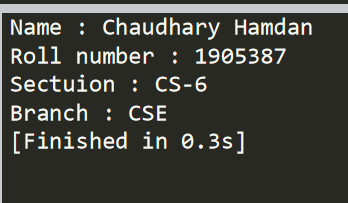 Name : Chaudhary Hamdan
Roll number : 1905387
Sectuion : CS-6
Branch : CSE
[Finished in 0.3s]